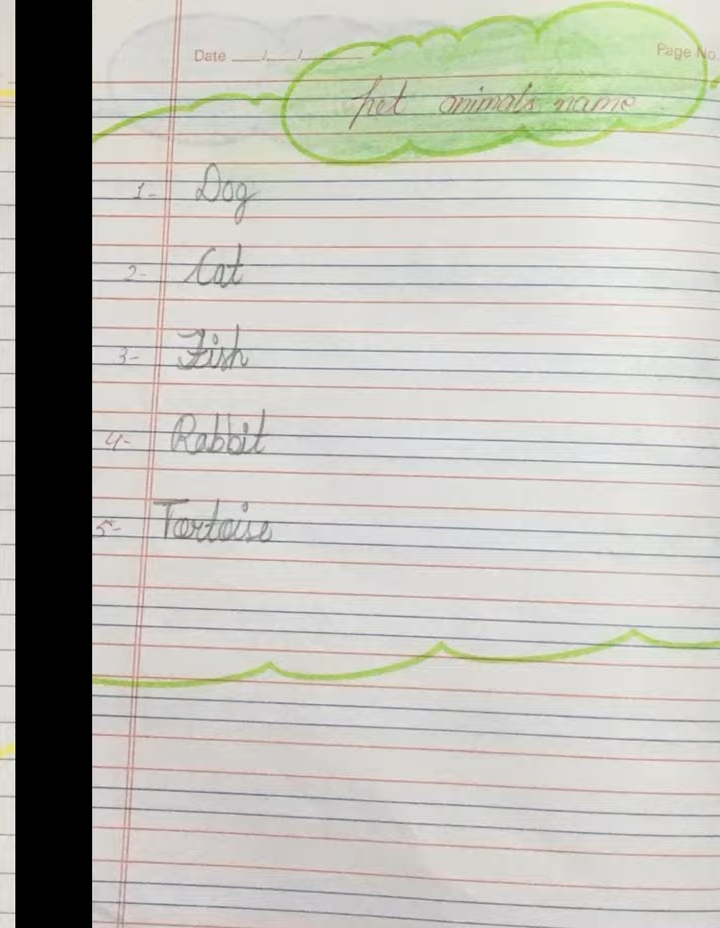 Date __/__/____ Page No.
pet animals name
1- Dog
2- Cat
3- Fish
4- Rabbit
5- Tortoise